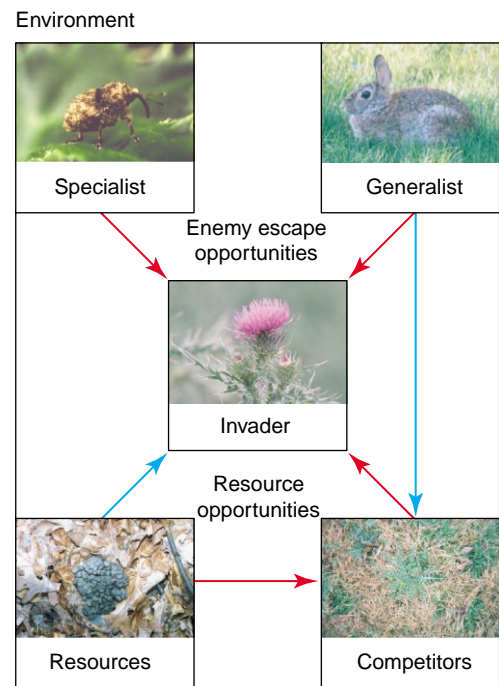 Environment
Specialist
Generalist
Enemy escape
opportunities
Invader
Resource
opportunities
Resources
Competitors